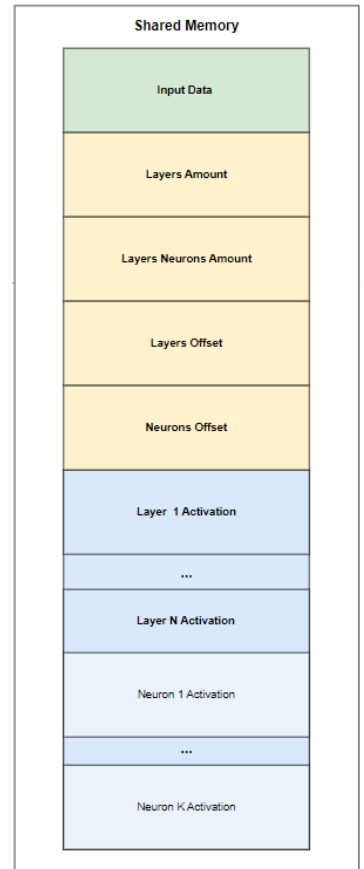 Shared Memory
Input Data
Layers Amount
Layers Neurons Amount
Layers Offset
Neurons Offset
Layer 1 Activation
...
Layer N Activation
Neuron 1 Activation
...
Neuron K Activation